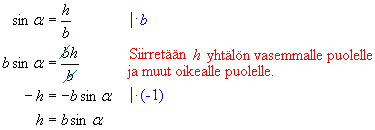 sin α = h/b |· b
b sin α = bh/b Siirretään h yhtälön vasemmalle puolelle
ja muut oikealle puolelle.
− h = −b sin α |· (-1)
h = b sin α